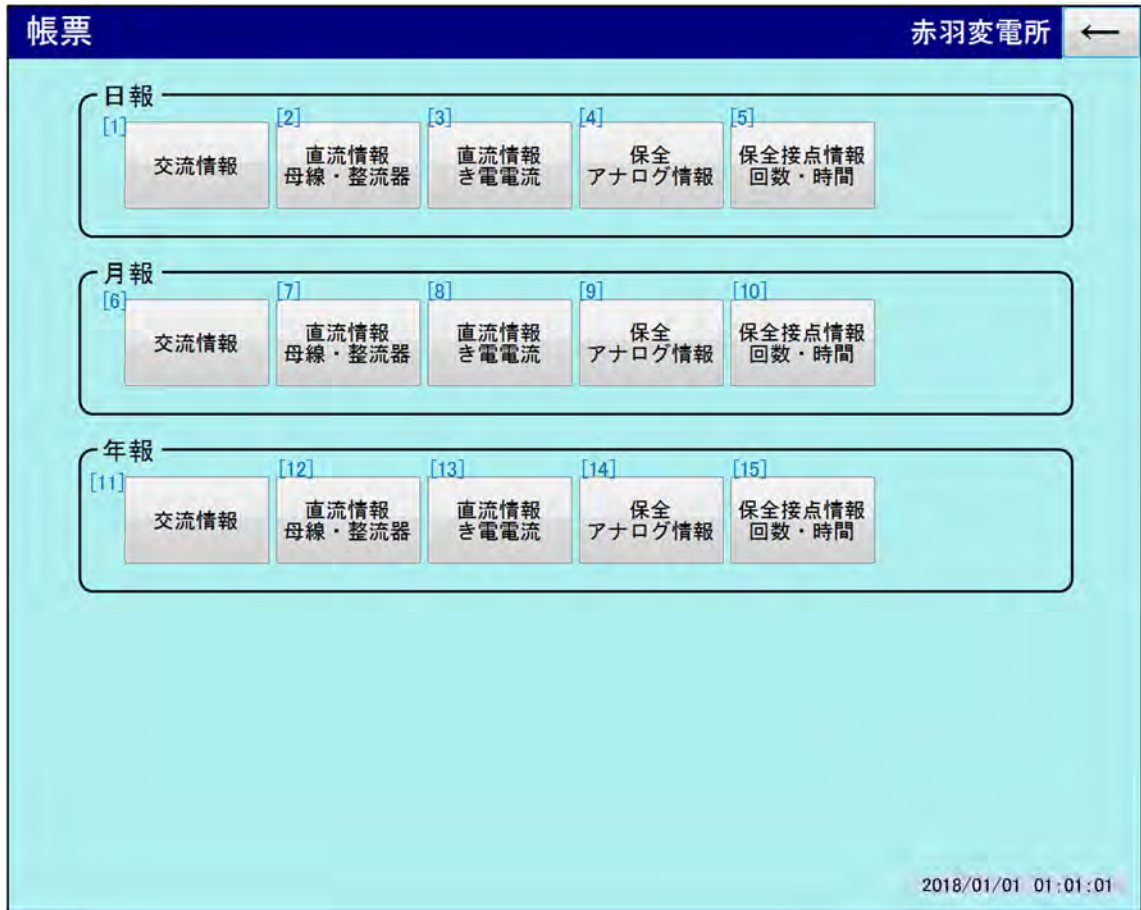 帳票
赤羽変電所
←
日報
[1]
交流情報
[2]
直流情報
母線・整流器
[3]
直流情報
き電電流
[4]
保全
アナログ情報
[5]
保全接点情報
回数・時間
月報
[6]
交流情報
[7]
直流情報
母線・整流器
[8]
直流情報
き電電流
[9]
保全
アナログ情報
[10]
保全接点情報
回数・時間
年報
[11]
交流情報
[12]
直流情報
母線・整流器
[13]
直流情報
き電電流
[14]
保全
アナログ情報
[15]
保全接点情報
回数・時間
2018/01/01 01:01:01